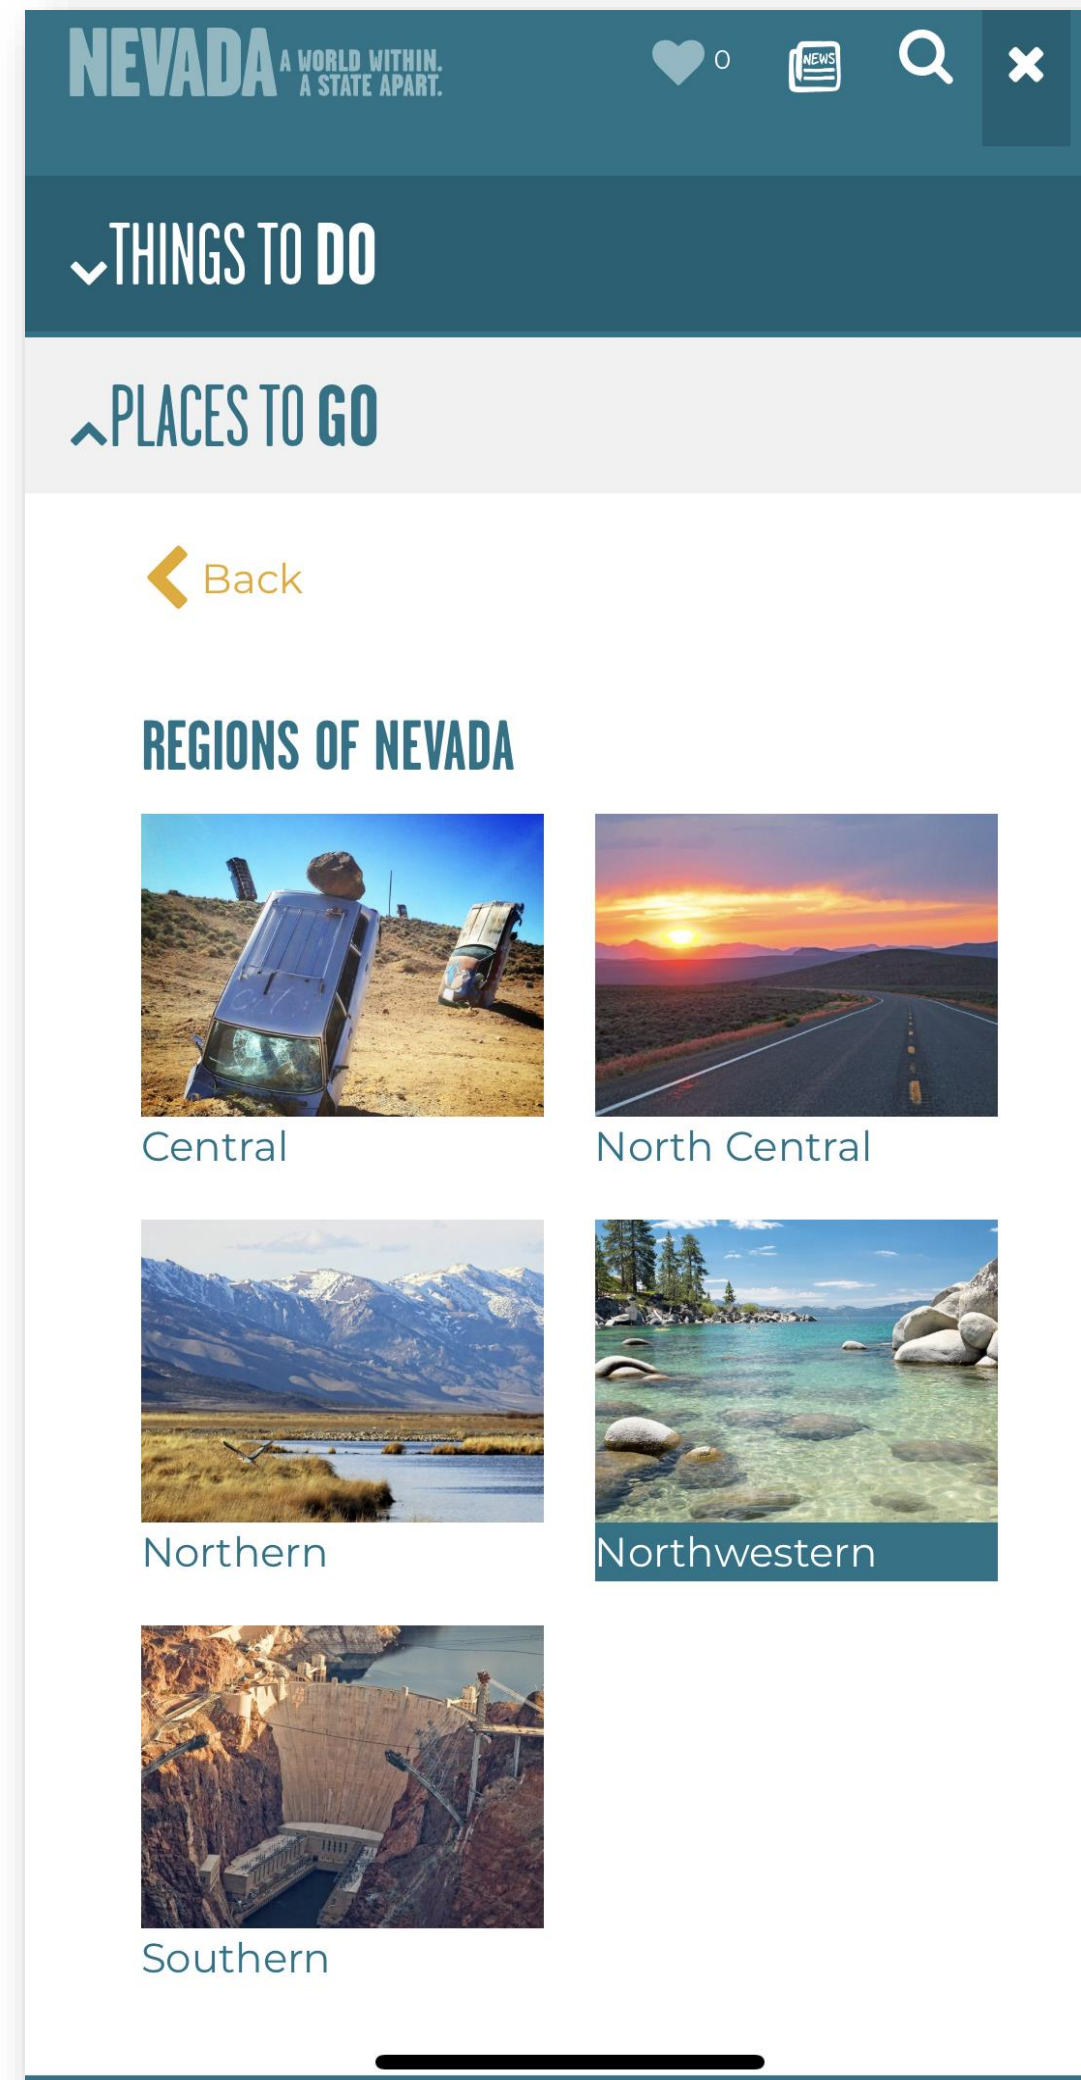 NEVADA A WORLD WITHIN.
A STATE APART.
0
NEWS
THINGS TO DO
PLACES TO GO
Back
REGIONS OF NEVADA
Central
North Central
Northern
Northwestern
Southern